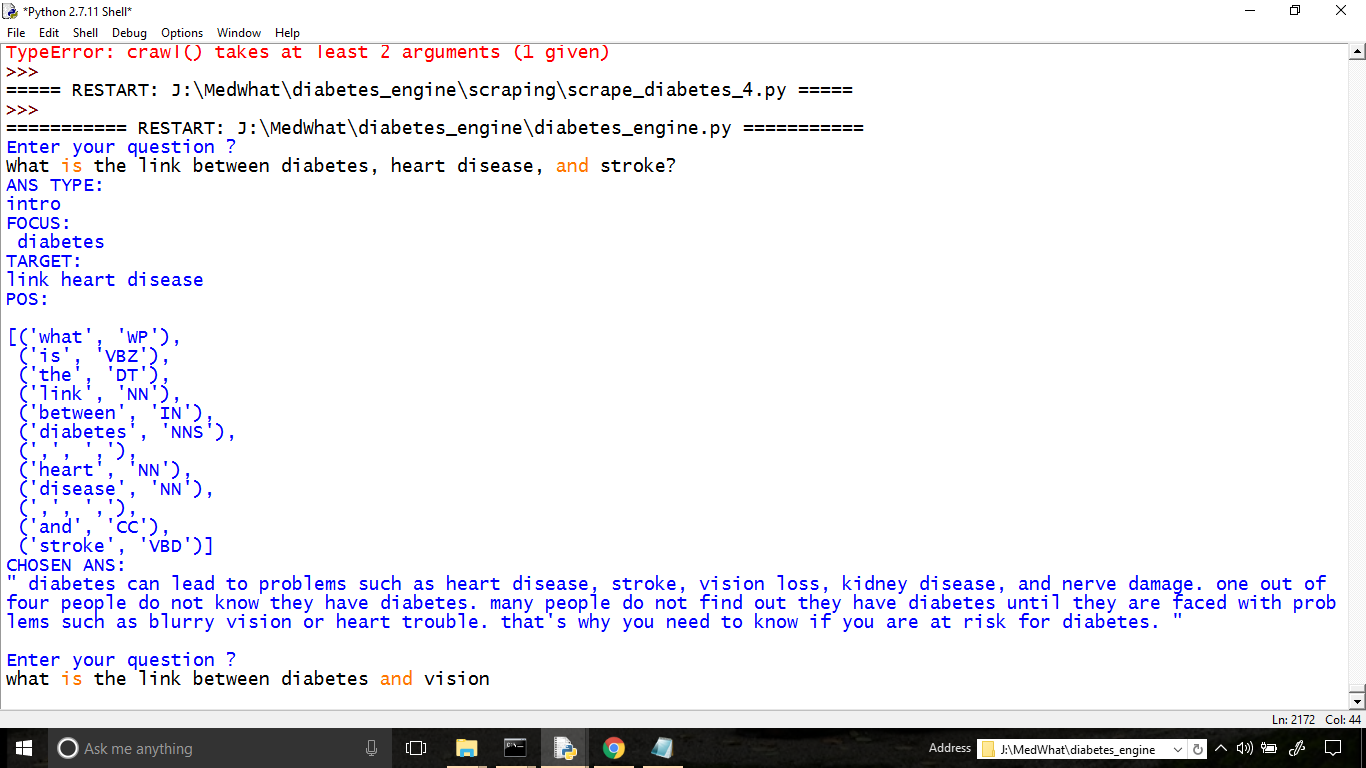 *Python 2.7.11 Shell*
File Edit Shell Debug Options Window Help
TypeError: crawl() takes at least 2 arguments (1 given)
>>>
===== RESTART: J:\MedWhat\diabetes_engine\scraping\scrape_diabetes_4.py =====
>>>
=========== RESTART: J:\MedWhat\diabetes_engine\diabetes_engine.py ===========
Enter your question ?
What is the link between diabetes, heart disease, and stroke?
ANS TYPE:
intro
FOCUS:
 diabetes
TARGET:
link heart disease
POS:
[('what', 'WP'),
 ('is', 'VBZ'),
 ('the', 'DT'),
 ('link', 'NN'),
 ('between', 'IN'),
 ('diabetes', 'NNS'),
 (',', ','),
 ('heart', 'NN'),
 ('disease', 'NN'),
 (',', ','),
 ('and', 'CC'),
 ('stroke', 'VBD')]
CHOSEN ANS:
" diabetes can lead to problems such as heart disease, stroke, vision loss, kidney disease, and nerve damage. one out of
four people do not know they have diabetes. many people do not find out they have diabetes until they are faced with prob
lems such as blurry vision or heart trouble. that's why you need to know if you are at risk for diabetes. "
Enter your question ?
what is the link between diabetes and vision
Ln: 2172 Col: 44
Ask me anything
Address J:\MedWhat\diabetes_engine